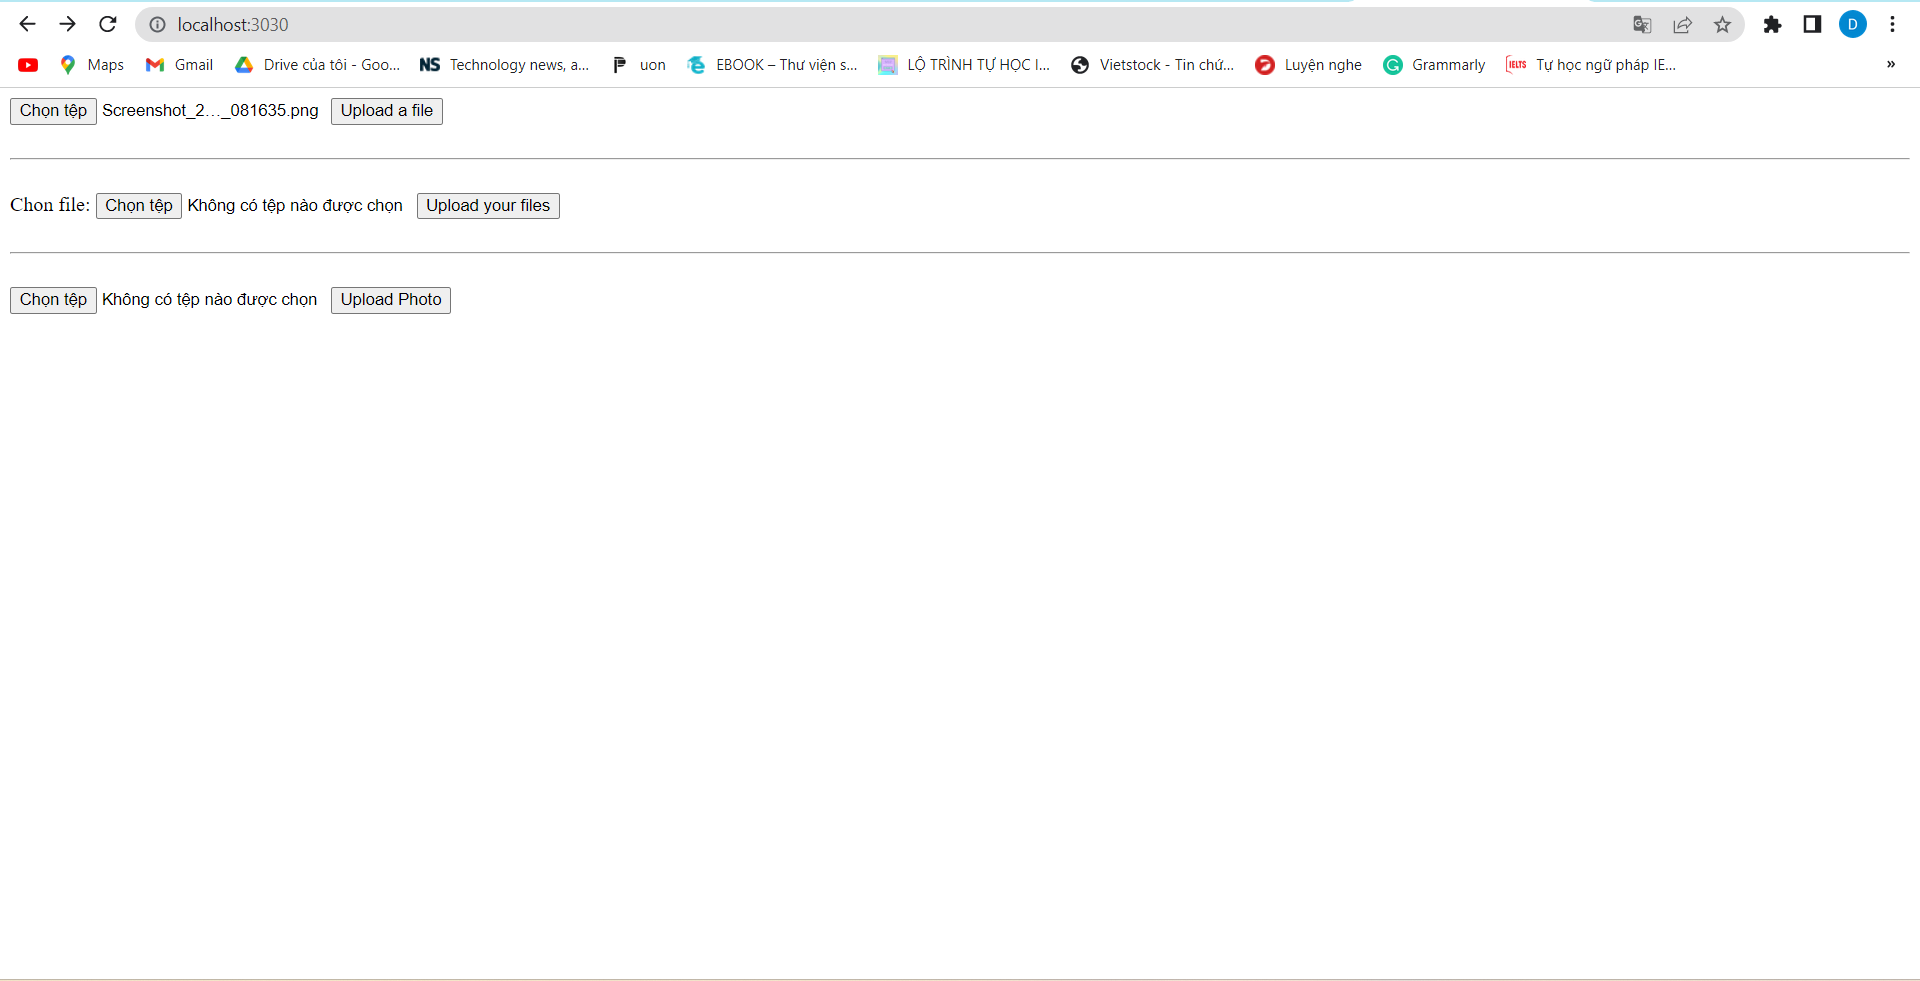 localhost:3030
Maps Gmail Drive của tôi - Goo... NS Technology news, a... uon EBOOK – Thư viện s... LỘ TRÌNH TỰ HỌC I... Vietstock - Tin chứ... Luyện nghe Grammarly IELTS Tự học ngữ pháp IE... »
Chọn tệp Screenshot_2…_081635.png Upload a file
Chon file: Chọn tệp Không có tệp nào được chọn Upload your files
Chọn tệp Không có tệp nào được chọn Upload Photo
D